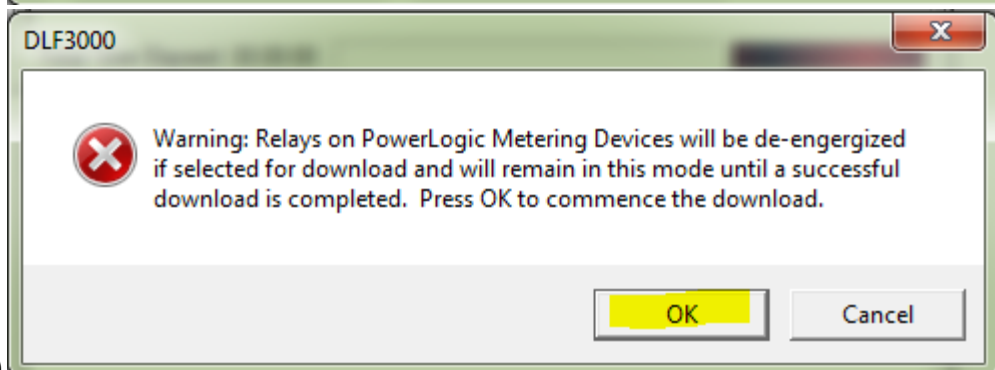 DLF3000
Warning: Relays on PowerLogic Metering Devices will be de-engergized
if selected for download and will remain in this mode until a successful
download is completed.  Press OK to commence the download.
OK
Cancel